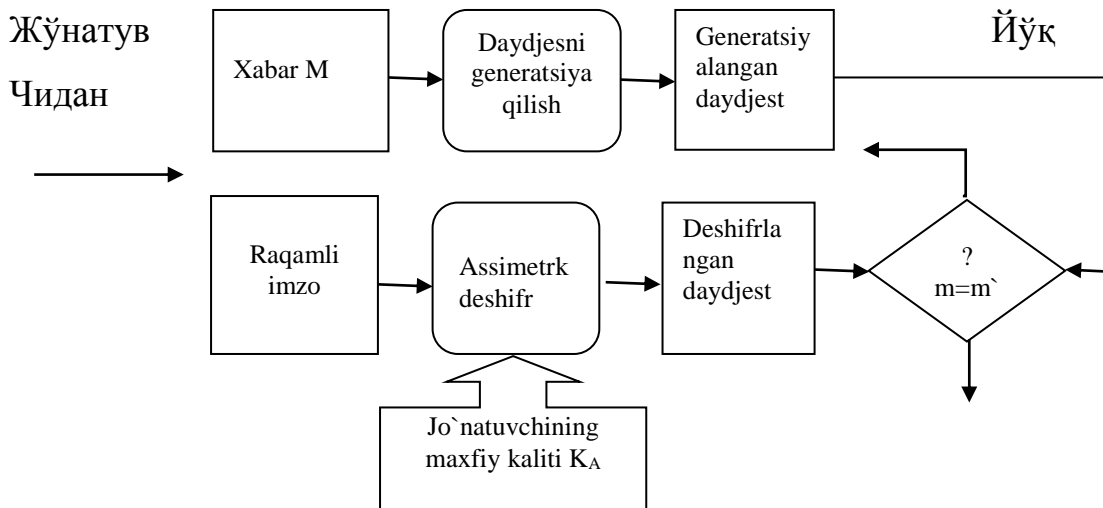 Жўнатув
Чидан
Xabar M
Daydjesni
generatsiya
qilish
Generatsiy
alangan
daydjest
Йўқ
Raqamli
imzo
Assimetrk
deshifr
Deshifrla
ngan
daydjest
?
m=m`
Jo`natuvchining
maxfiy kaliti KA